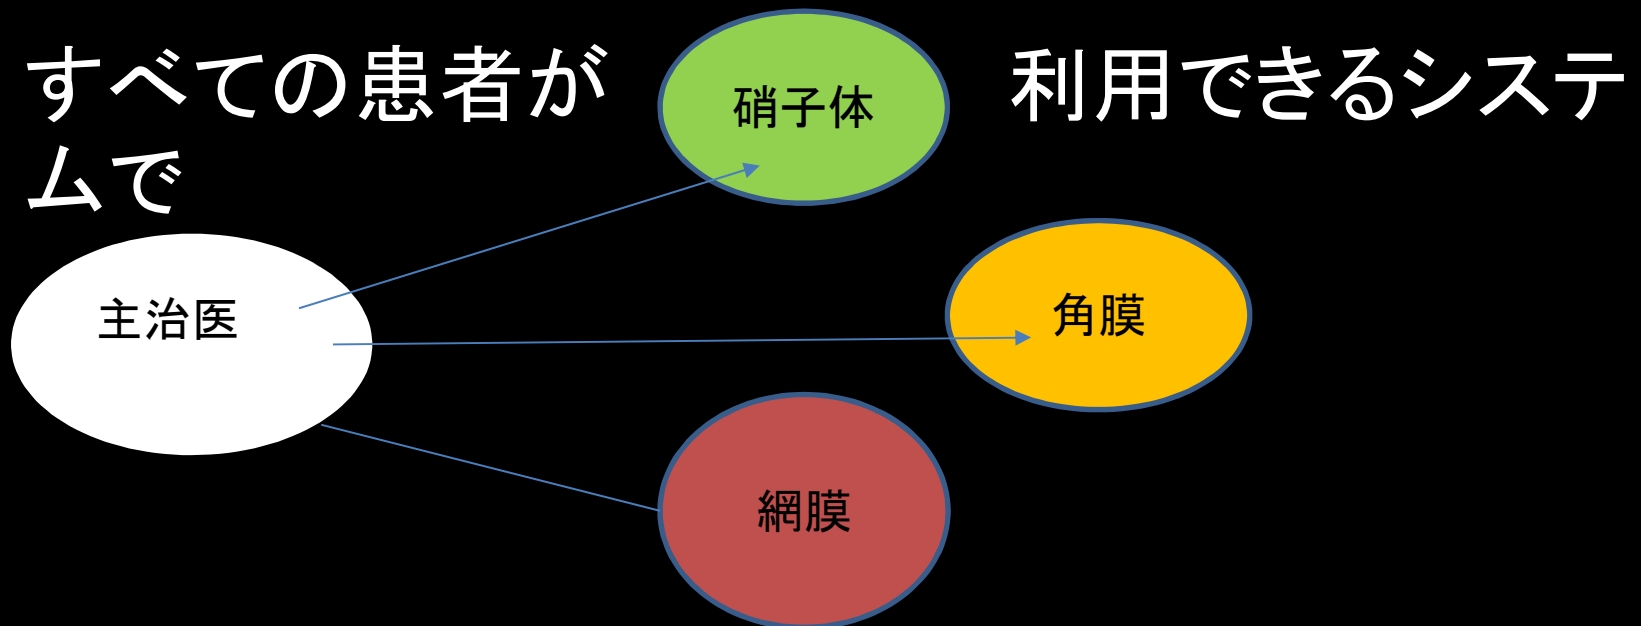 すべての患者が 利用できるシステ
ムで
硝子体
主治医
角膜
網膜